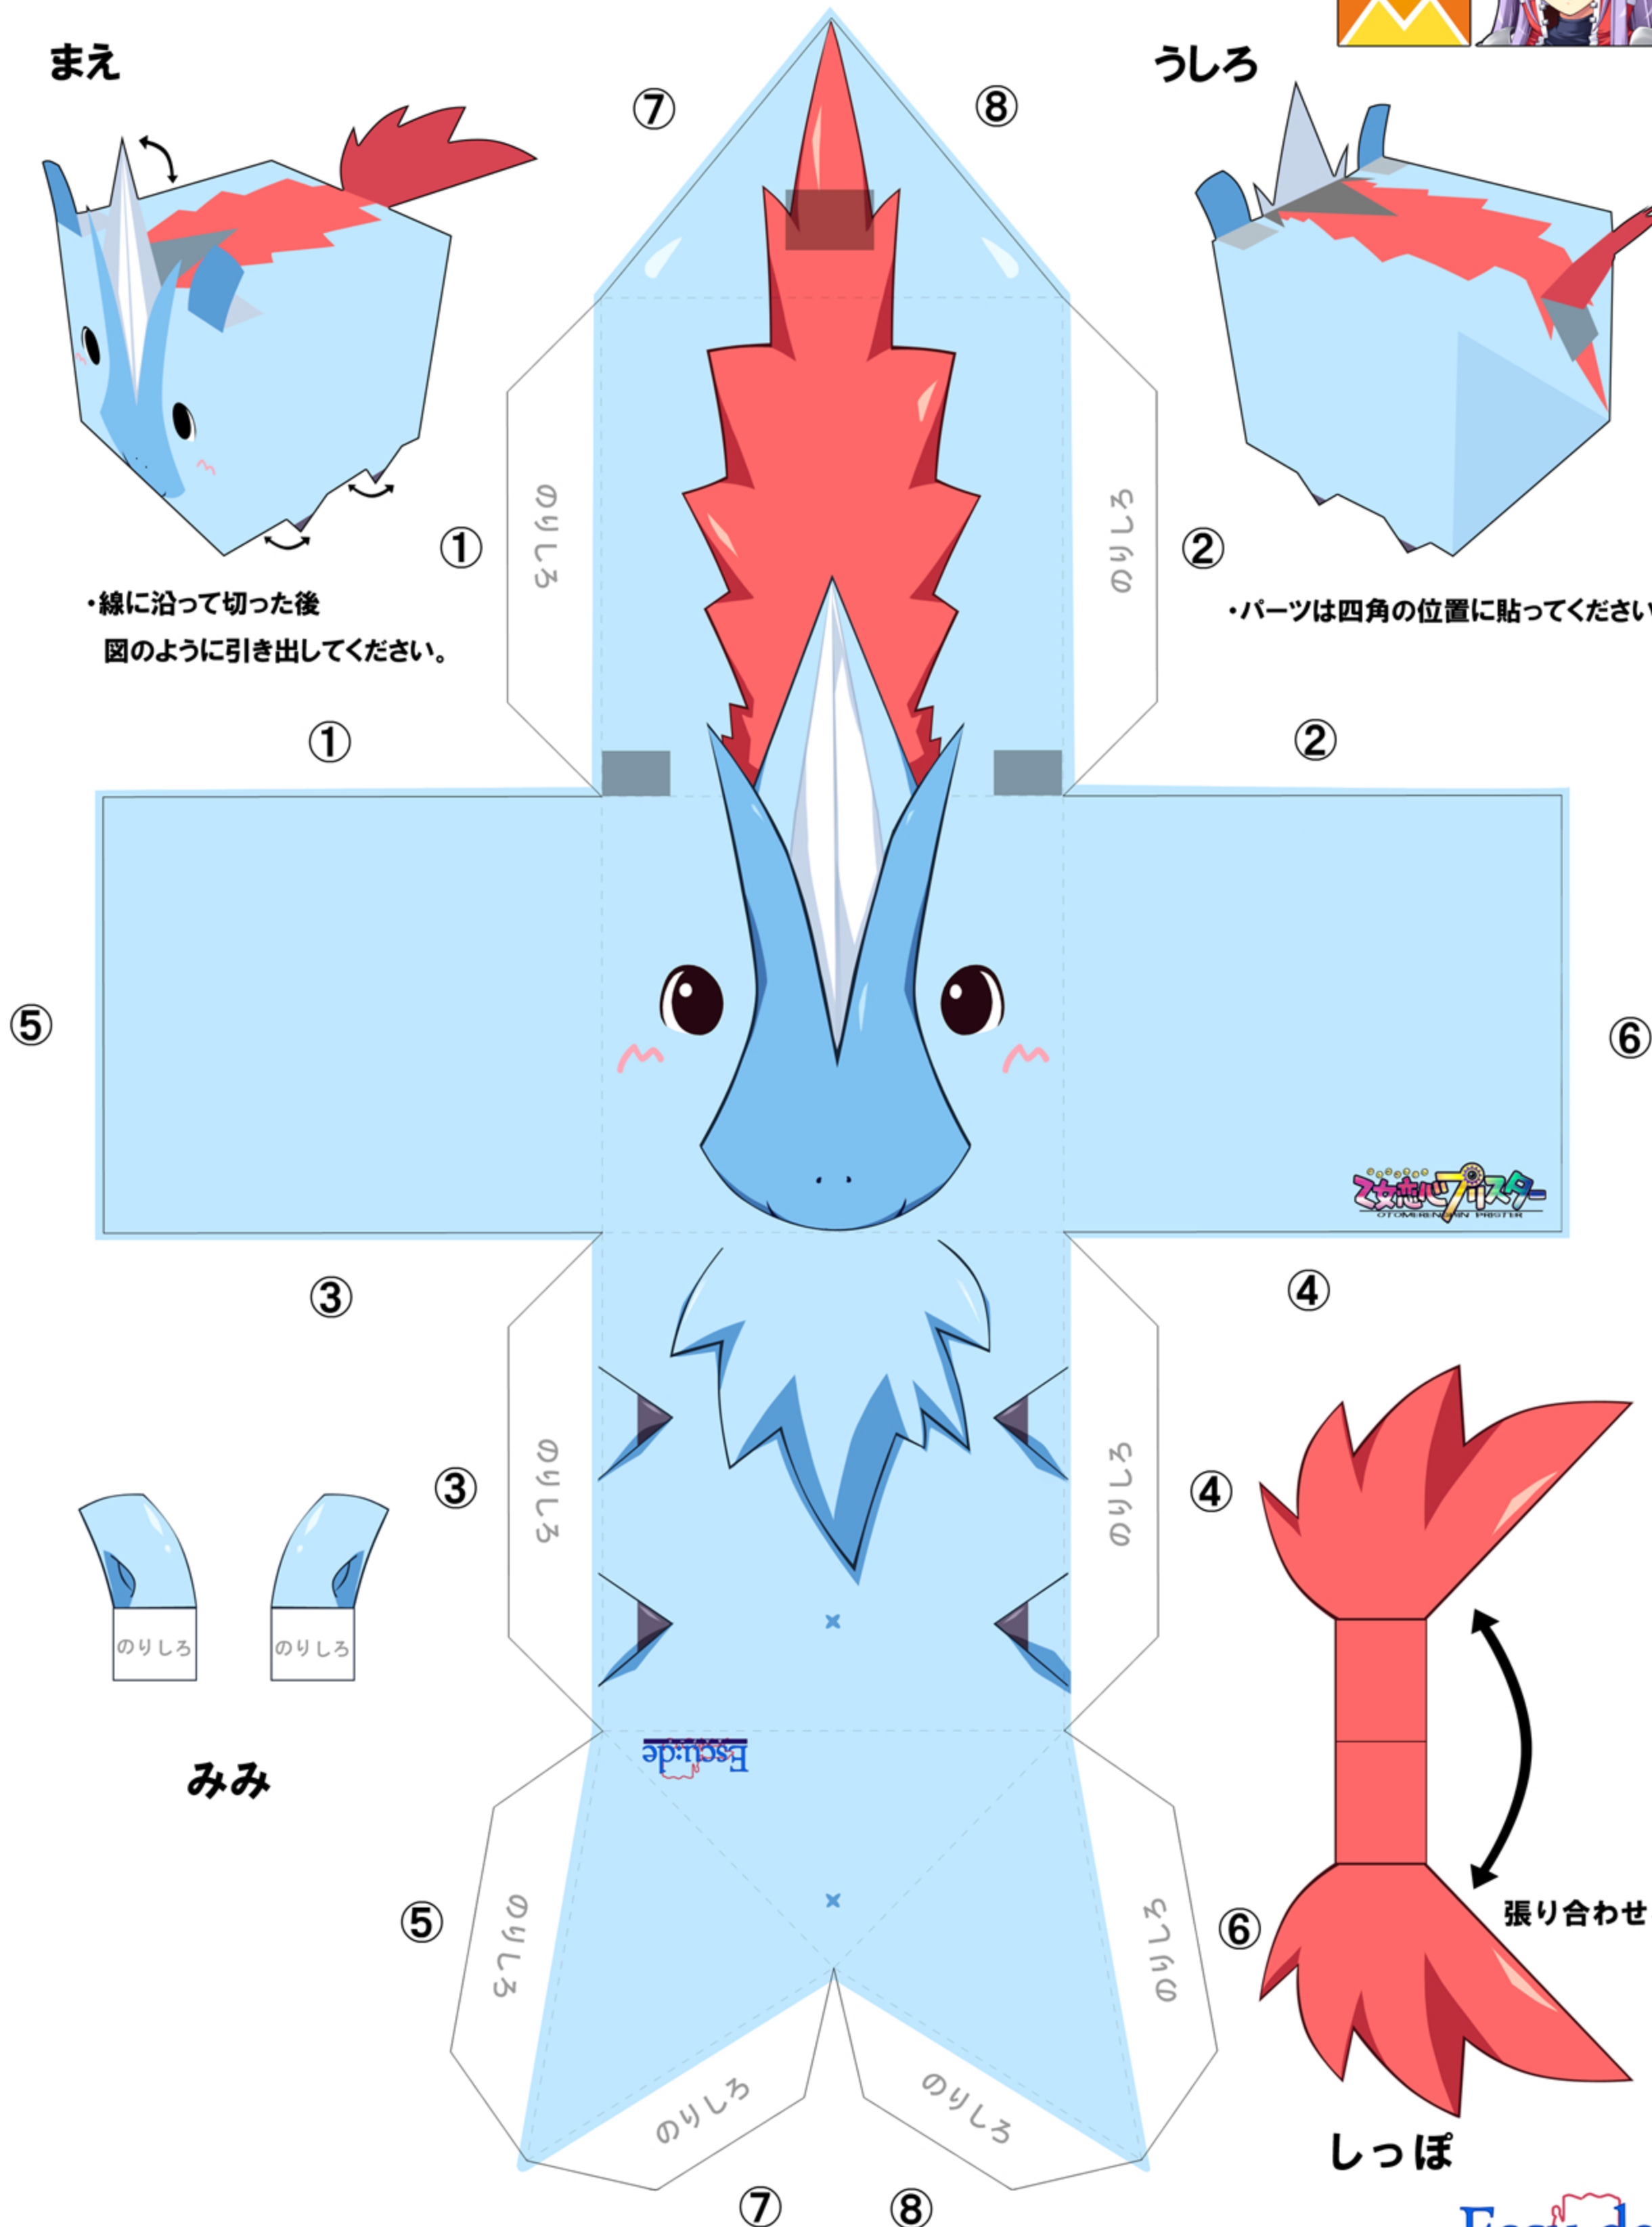 まえ
うしろ
⑦
⑧
のりしろ
のりしろ
①
②
・線に沿って切った後
図のように引き出してください。
・パーツは四角の位置に貼ってください
①
②
⑤
⑥
乙女恋心プリスター
OTOMERENSHIN PRISTER
③
④
のりしろ
のりしろ
③
④
のりしろ
のりしろ
Escu:de
みみ
⑤
のりしろ
のりしろ
⑥
張り合わせ
のりしろ
のりしろ
しっぽ
⑦
⑧